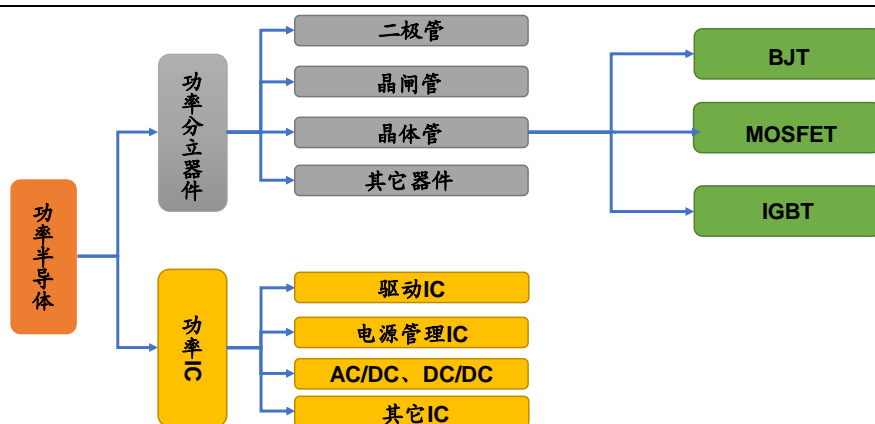 功率半导体
功率分立器件
二极管
晶闸管
晶体管
其它器件
BJT
MOSFET
IGBT
功率IC
驱动IC
电源管理IC
AC/DC、DC/DC
其它IC